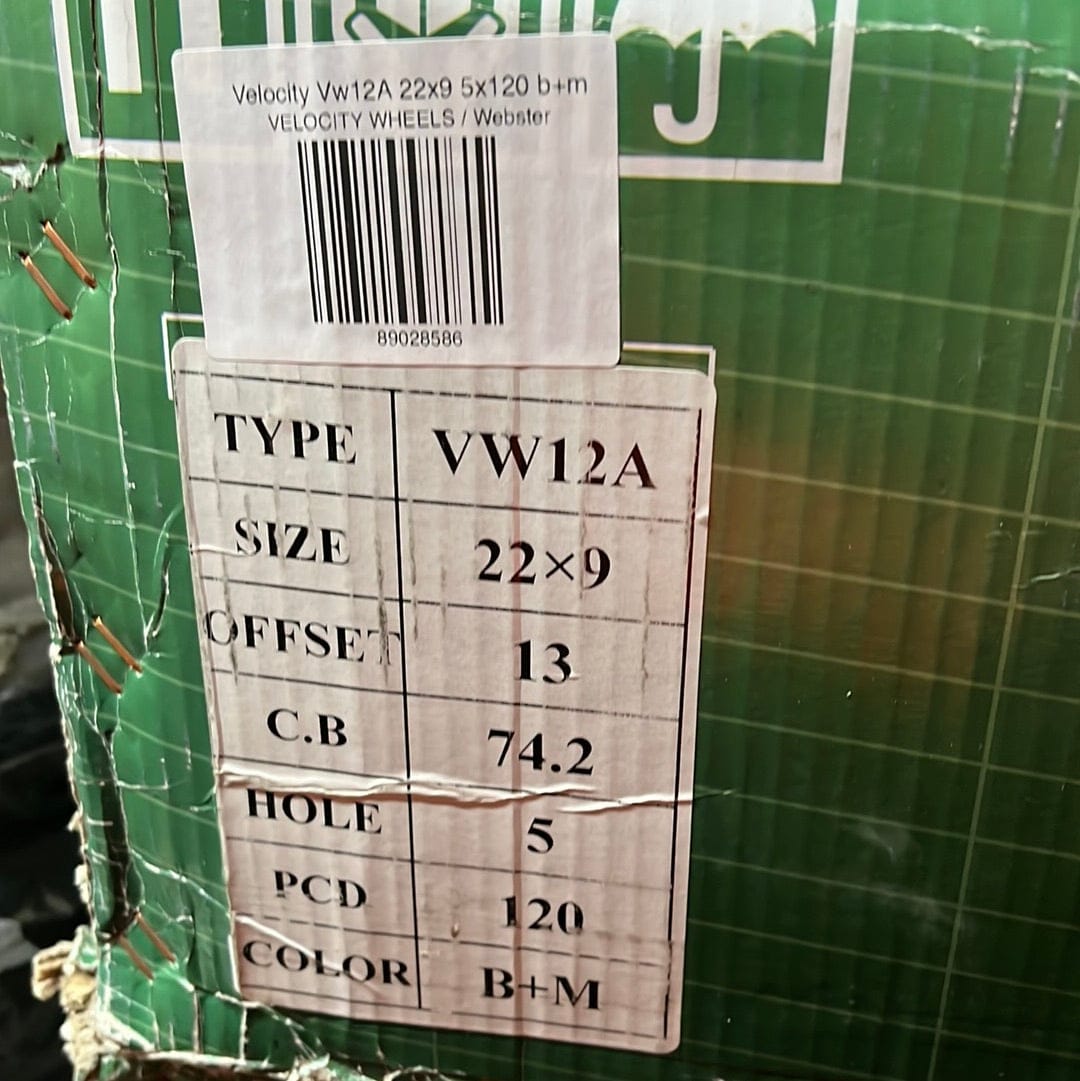 Velocity Vw12A 22x9 5x120 b+m
VELOCITY WHEELS / Webster
89028586
TYPE VW12A
SIZE 22×9
OFFSET 13
C.B 74.2
HOLE 5
PCD 120
COLOR B+M